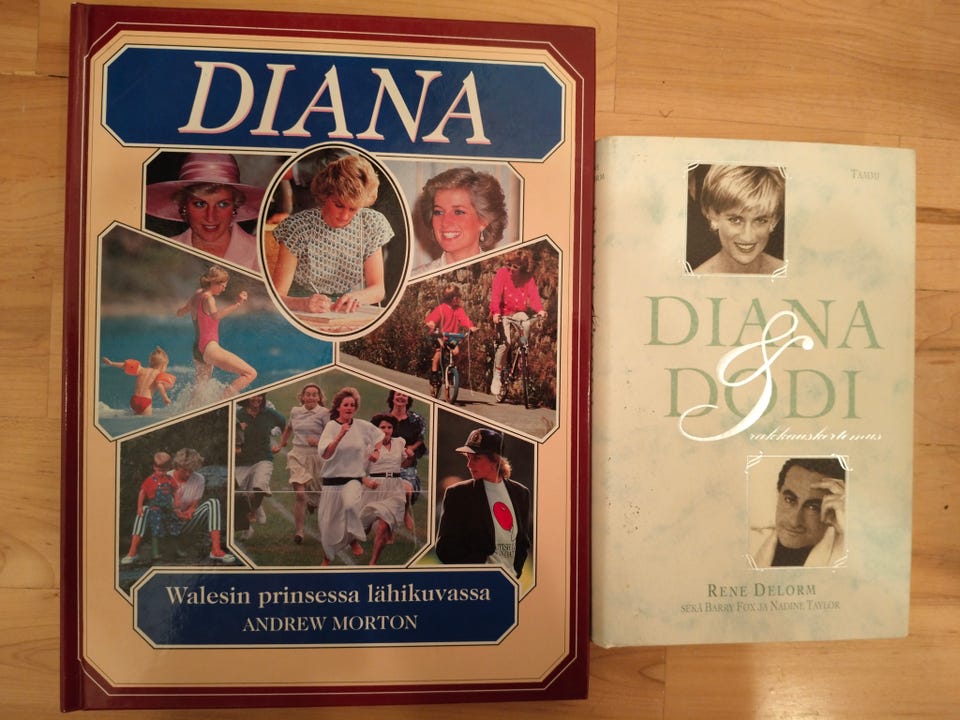 DIANA
Walesin prinsessa lähikuvassa
ANDREW MORTON
TAMMI
DIANA
&
DODI
rakkauskertomus
RENE DELORM
SEKÄ BARRY FOX JA NADINE TAYLOR